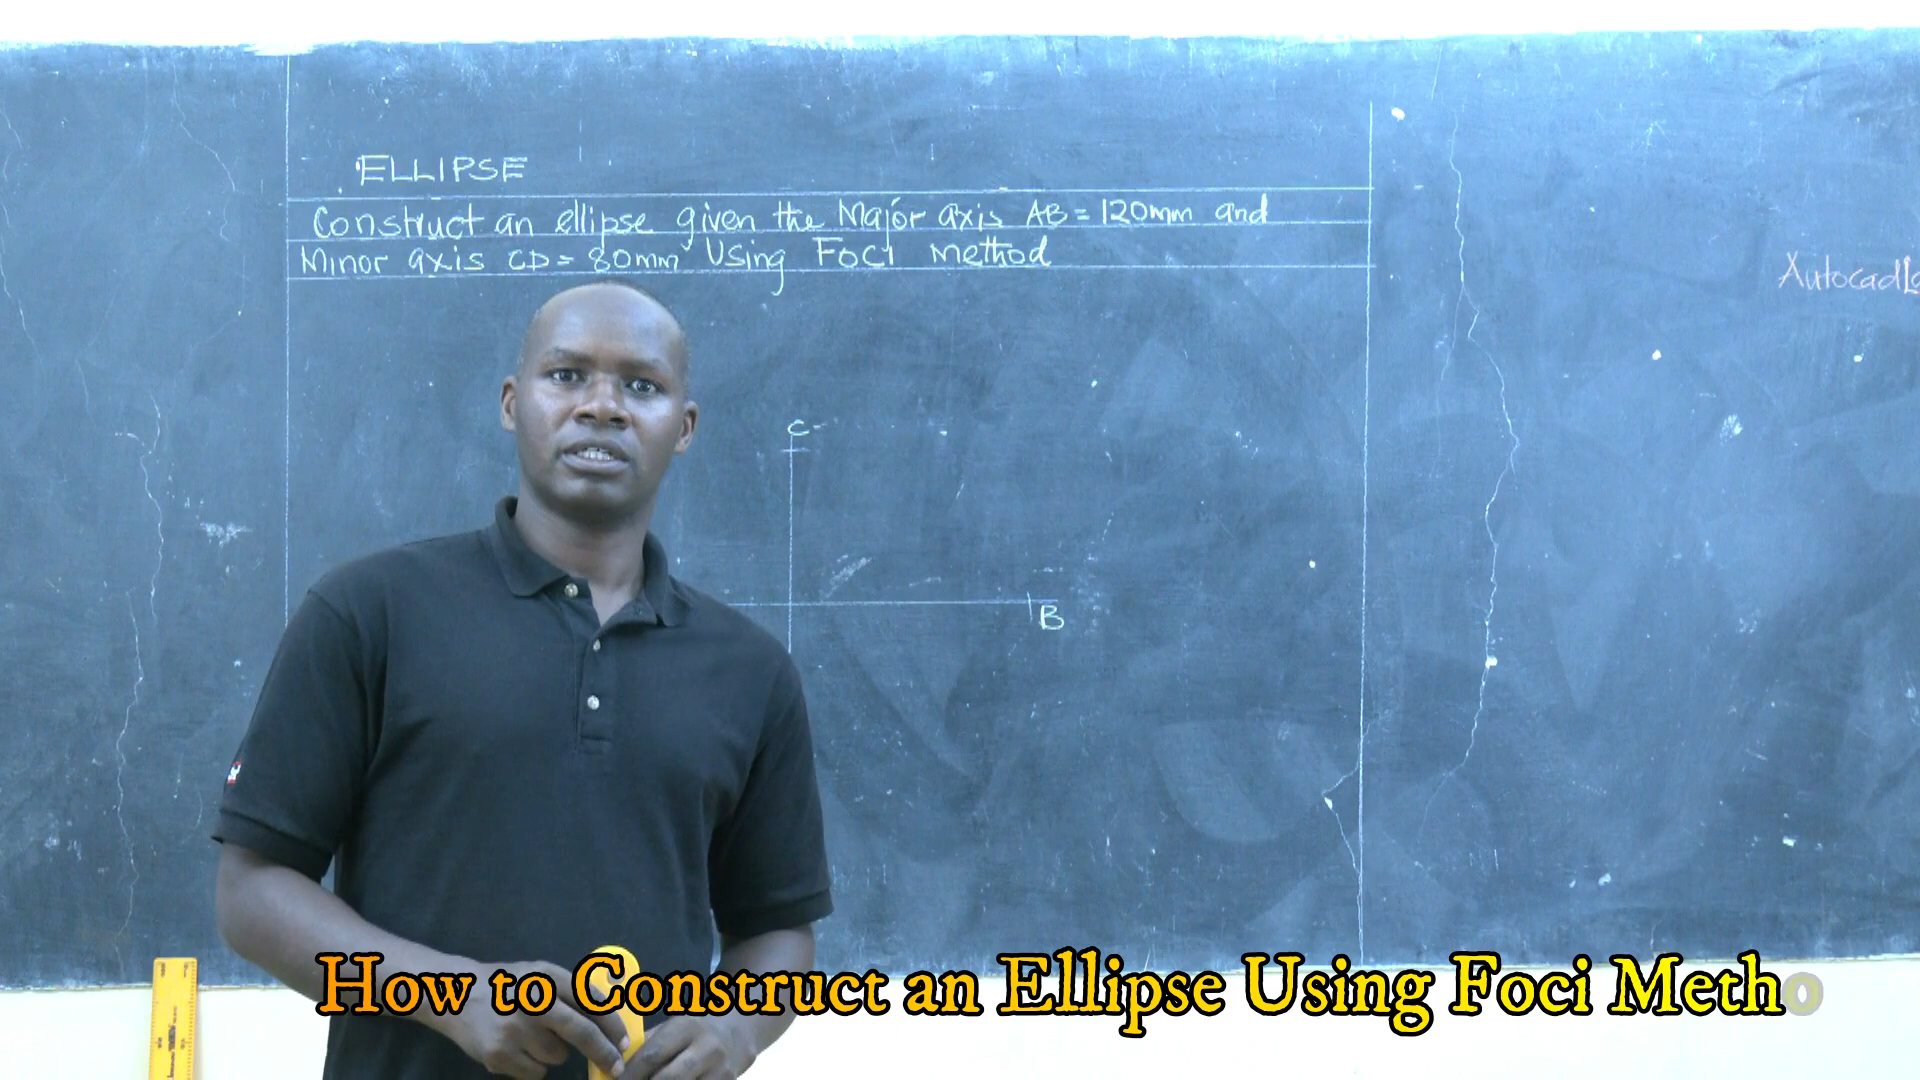 ELLIPSE
Construct an ellipse given the Major axis AB = 120mm and
Minor axis CD = 80mm Using Foci method
C
B
How to Construct an Ellipse Using Foci Metho